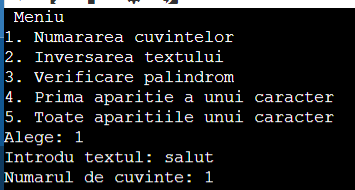 Meniu
1. Numararea cuvintelor
2. Inversarea textului
3. Verificare palindrom
4. Prima aparitie a unui caracter
5. Toate aparitiile unui caracter
Alege: 1
Introdu textul: salut
Numarul de cuvinte: 1